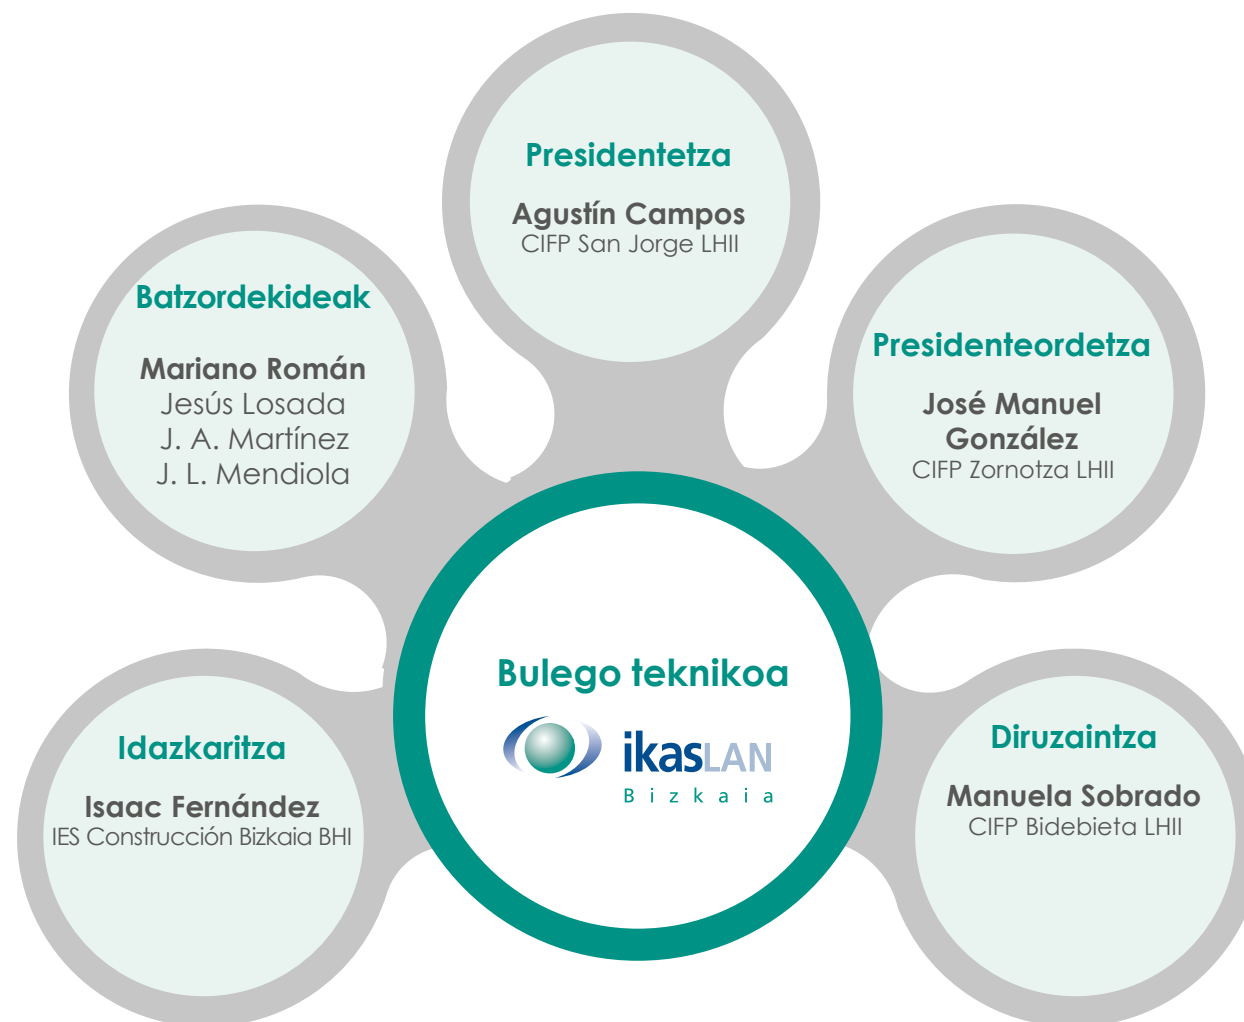 Presidentetza
Agustín Campos
CIFP San Jorge LHII
Batzordekideak
Mariano Román
Jesús Losada
J. A. Martínez
J. L. Mendiola
Presidenteordetza
José Manuel
González
CIFP Zornotza LHII
Bulego teknikoa
ikasLAN
Bizkaia
Idazkaritza
Isaac Fernández
IES Construcción Bizkaia BHI
Diruzaintza
Manuela Sobrado
CIFP Bidebieta LHII